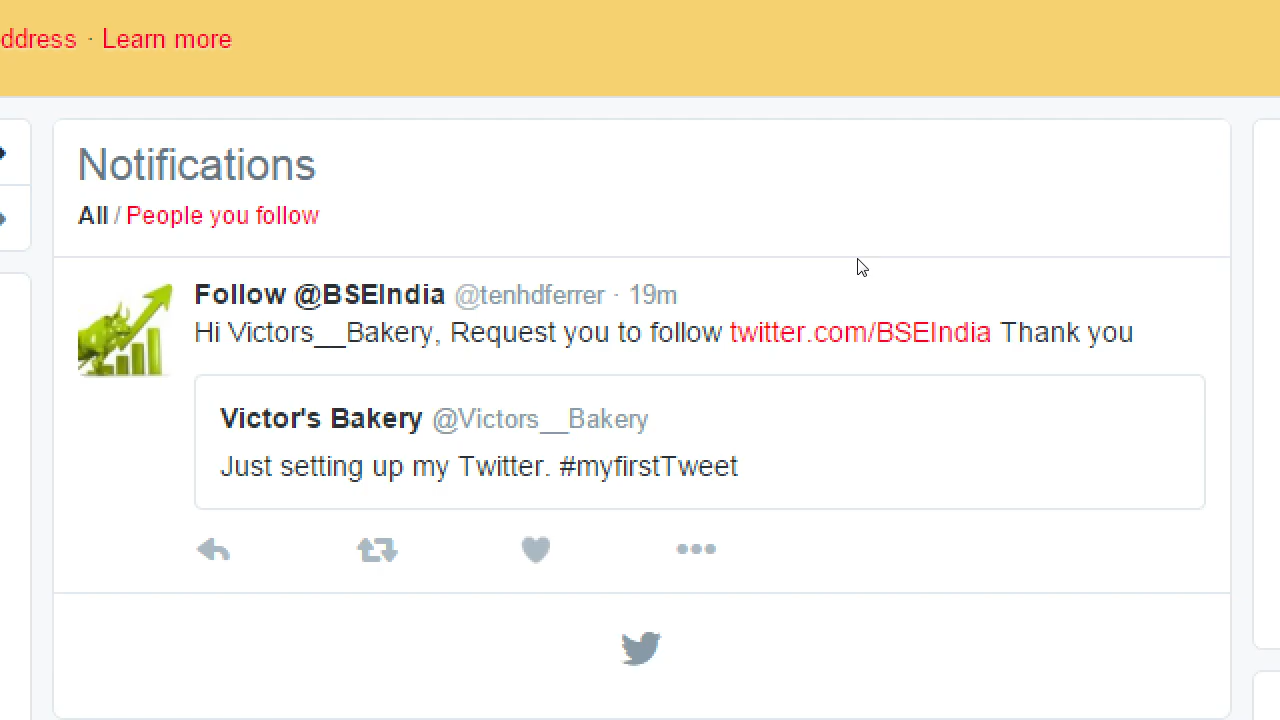 ddress · Learn more
Notifications
All / People you follow
Follow @BSEIndia @tenhdferrer · 19m
Hi Victors__Bakery, Request you to follow twitter.com/BSEIndia Thank you
Victor's Bakery @Victors__Bakery
Just setting up my Twitter. #myfirstTweet